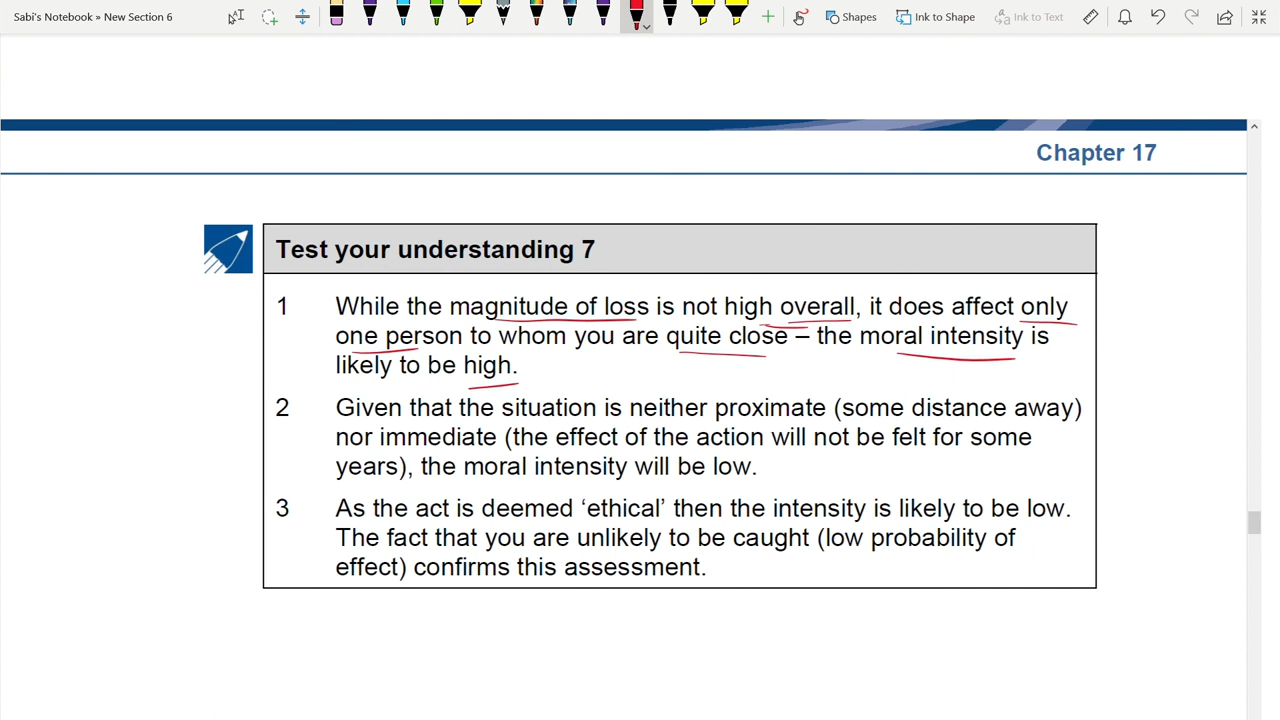 Sabi's Notebook » New Section 6
Shapes
Ink to Shape
Ink to Text
Chapter 17
Test your understanding 7
1 While the magnitude of loss is not high overall, it does affect only
one person to whom you are quite close – the moral intensity is
likely to be high.
2 Given that the situation is neither proximate (some distance away)
nor immediate (the effect of the action will not be felt for some
years), the moral intensity will be low.
3 As the act is deemed ‘ethical’ then the intensity is likely to be low.
The fact that you are unlikely to be caught (low probability of
effect) confirms this assessment.